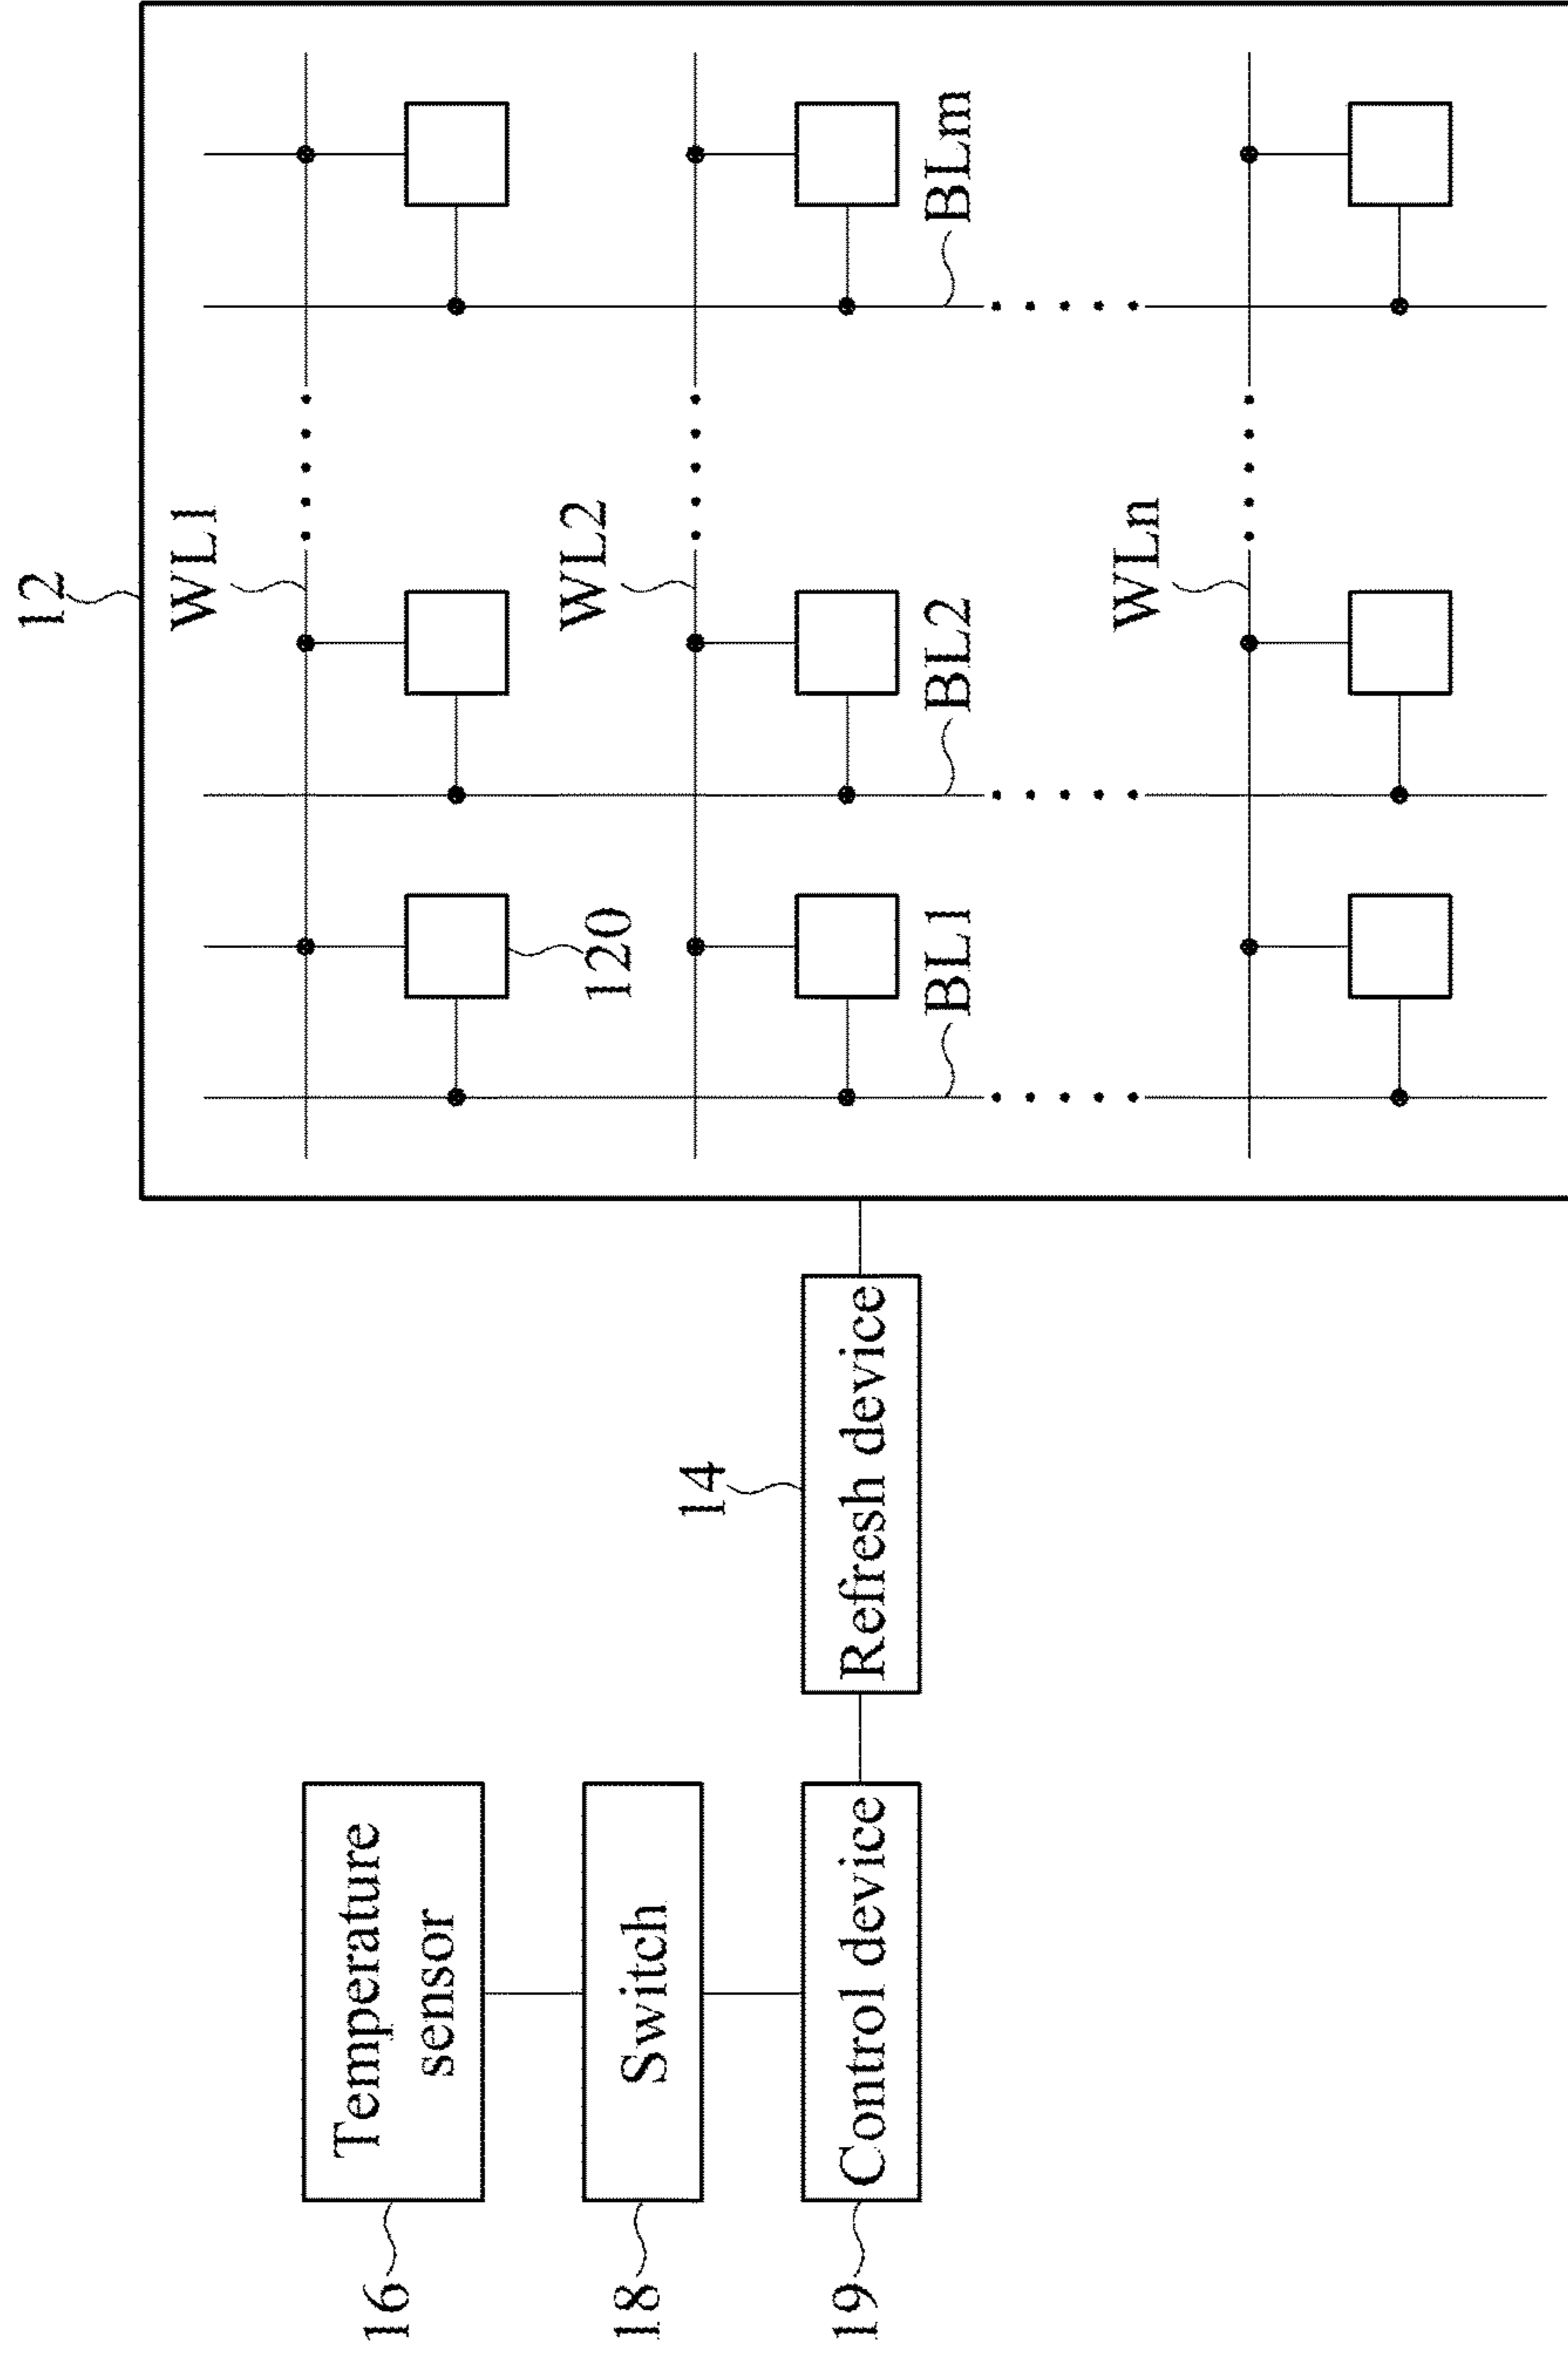 12
WL1
16
Temperature
sensor
WL2
120
18
Switch
14
19
Control device
Refresh device
BL1
BL2
BLm
WLn